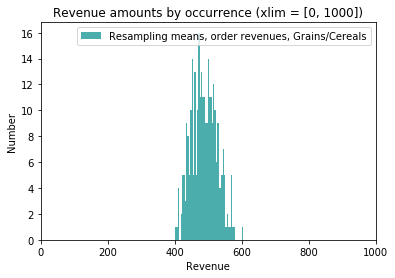 Revenue amounts by occurrence (xlim = [0, 1000])
Resampling means, order revenues, Grains/Cereals
16
14
12
10
8
6
4
2
0
Number
0 200 400 600 800 1000
Revenue